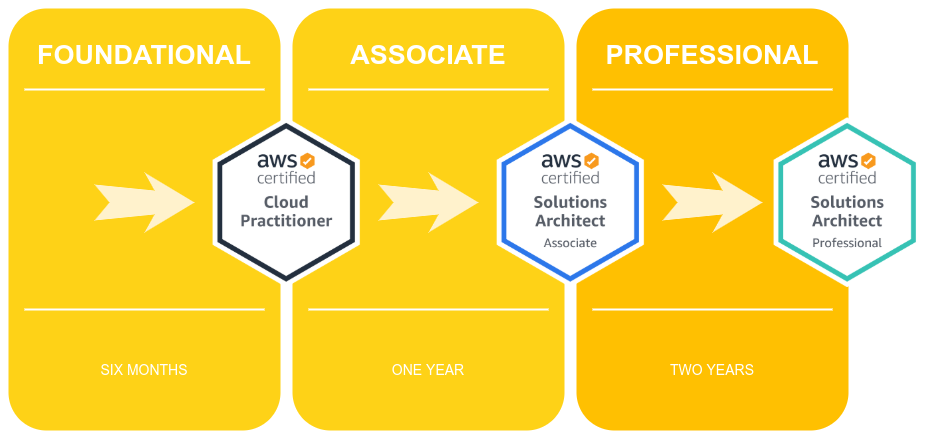 FOUNDATIONAL
ASSOCIATE
PROFESSIONAL
aws
certified
Cloud
Practitioner
aws
certified
Solutions
Architect
Associate
aws
certified
Solutions
Architect
Professional
SIX MONTHS
ONE YEAR
TWO YEARS